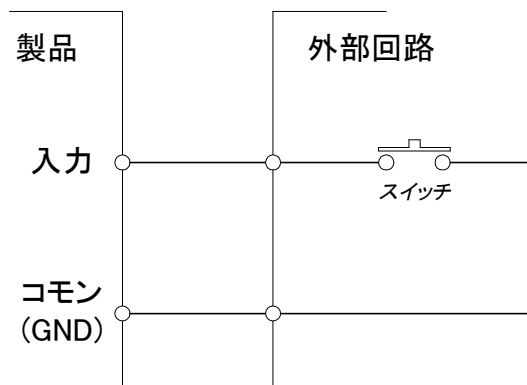 製品
外部回路
入力
スイッチ
コモン
(GND)